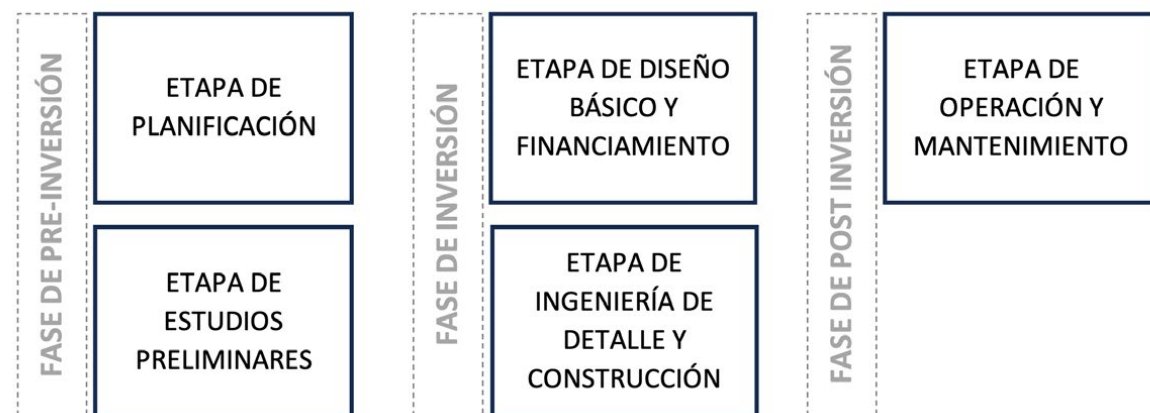 FASE DE PRE-INVERSIÓN
ETAPA DE
PLANIFICACIÓN
ETAPA DE
ESTUDIOS
PRELIMINARES
FASE DE INVERSIÓN
ETAPA DE DISEÑO
BÁSICO Y
FINANCIAMIENTO
ETAPA DE
INGENIERÍA DE
DETALLE Y
CONSTRUCCIÓN
FASE DE POST INVERSIÓN
ETAPA DE
OPERACIÓN Y
MANTENIMIENTO